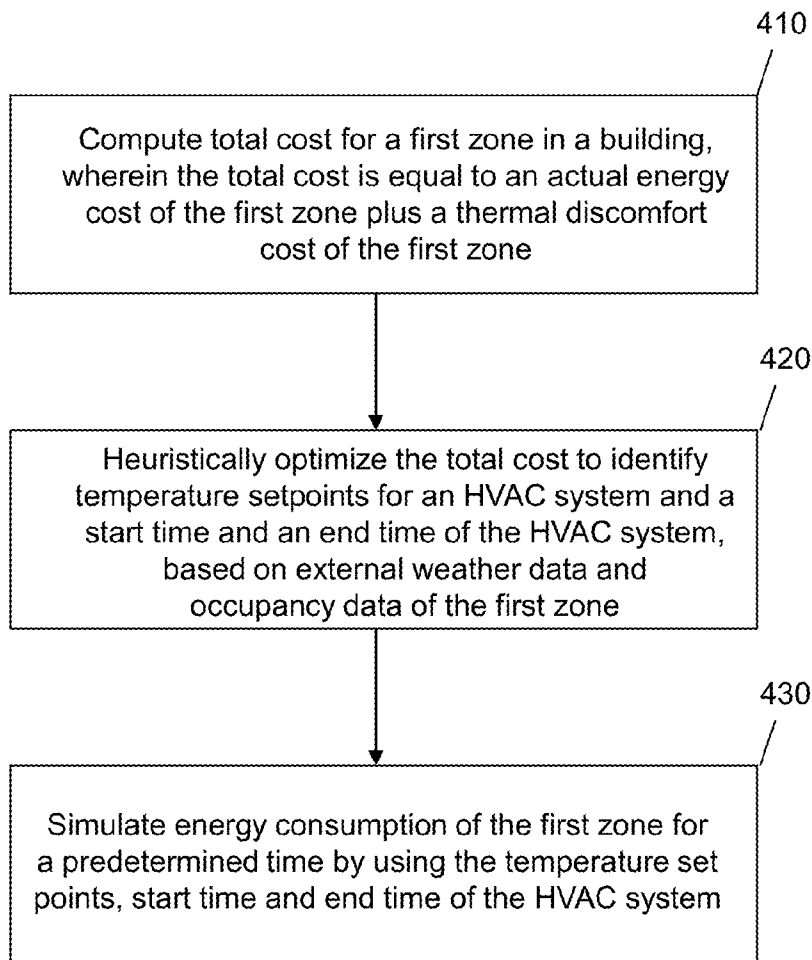 410
Compute total cost for a first zone in a building,
wherein the total cost is equal to an actual energy
cost of the first zone plus a thermal discomfort
cost of the first zone
420
Heuristically optimize the total cost to identify
temperature setpoints for an HVAC system and a
start time and an end time of the HVAC system,
based on external weather data and
occupancy data of the first zone
430
Simulate energy consumption of the first zone for
a predetermined time by using the temperature set
points, start time and end time of the HVAC system